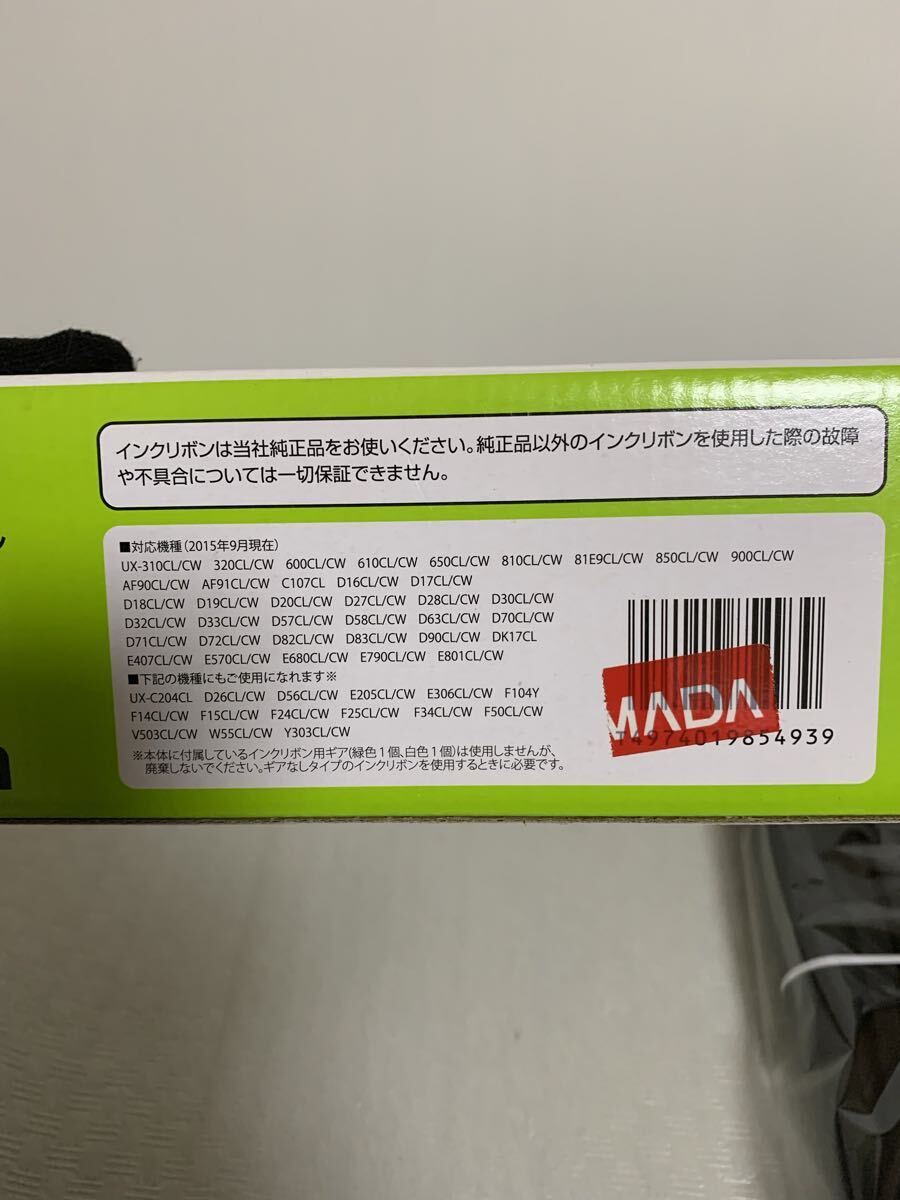 インクリボンは当社純正品をお使いください。純正品以外のインクリボンを使用した際の故障
や不具合については一切保証できません。
■対応機種（2015年9月現在）
UX-310CL/CW 320CL/CW 600CL/CW 610CL/CW 650CL/CW 810CL/CW 81E9CL/CW 850CL/CW 900CL/CW
AF90CL/CW AF91CL/CW C107CL D16CL/CW D17CL/CW
D18CL/CW D19CL/CW D20CL/CW D27CL/CW D28CL/CW D30CL/CW
D32CL/CW D33CL/CW D57CL/CW D58CL/CW D63CL/CW D70CL/CW
D71CL/CW D72CL/CW D82CL/CW D83CL/CW D90CL/CW DK17CL
E407CL/CW E570CL/CW E680CL/CW E790CL/CW E801CL/CW
■下記の機種にもご使用になれます※
UX-C204CL D26CL/CW D56CL/CW E205CL/CW E306CL/CW F104Y
F14CL/CW F15CL/CW F24CL/CW F25CL/CW F34CL/CW F50CL/CW
V503CL/CW W55CL/CW Y303CL/CW
※本体に付属しているインクリボン用ギア(緑色１個、白色１個)は使用しませんが、
廃棄しないでください。ギアなしタイプのインクリボンを使用するときに必要です。
MADA
T4974019854939